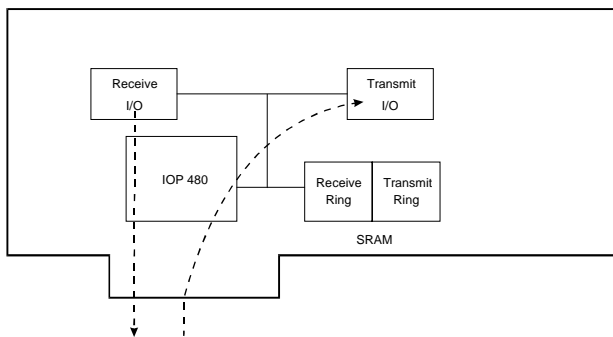 Receive
I/O
Transmit
I/O
IOP 480
Receive
Ring
Transmit
Ring
SRAM